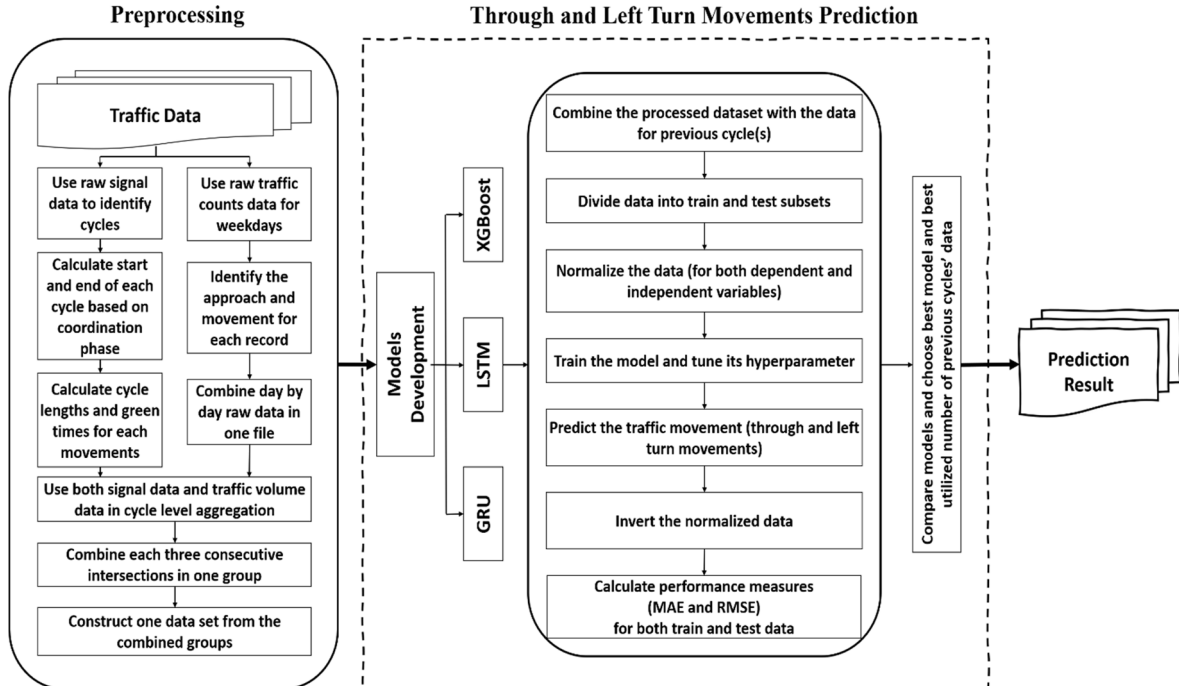 Preprocessing
Traffic Data
Use raw signal
data to identify
cycles
Calculate start
and end of each
cycle based on
coordination
phase
Calculate cycle
lengths and green
times for each
movements
Use raw traffic
counts data for
weekdays
Identify the
approach and
movement for
each record
Combine day by
day raw data in
one file
Use both signal data and traffic volume
data in cycle level aggregation
Combine each three consecutive
intersections in one group
Construct one data set from the
combined groups
Through and Left Turn Movements Prediction
Models
Development
XGBoost
LSTM
GRU
Combine the processed dataset with the data
for previous cycle(s)
Divide data into train and test subsets
Normalize the data (for both dependent and
independent variables)
Train the model and tune its hyperparameter
Predict the traffic movement (through and left
turn movements)
Invert the normalized data
Calculate performance measures
(MAE and RMSE)
for both train and test data
Compare models and choose best model and best
utilized number of previous cycles' data
Prediction
Result